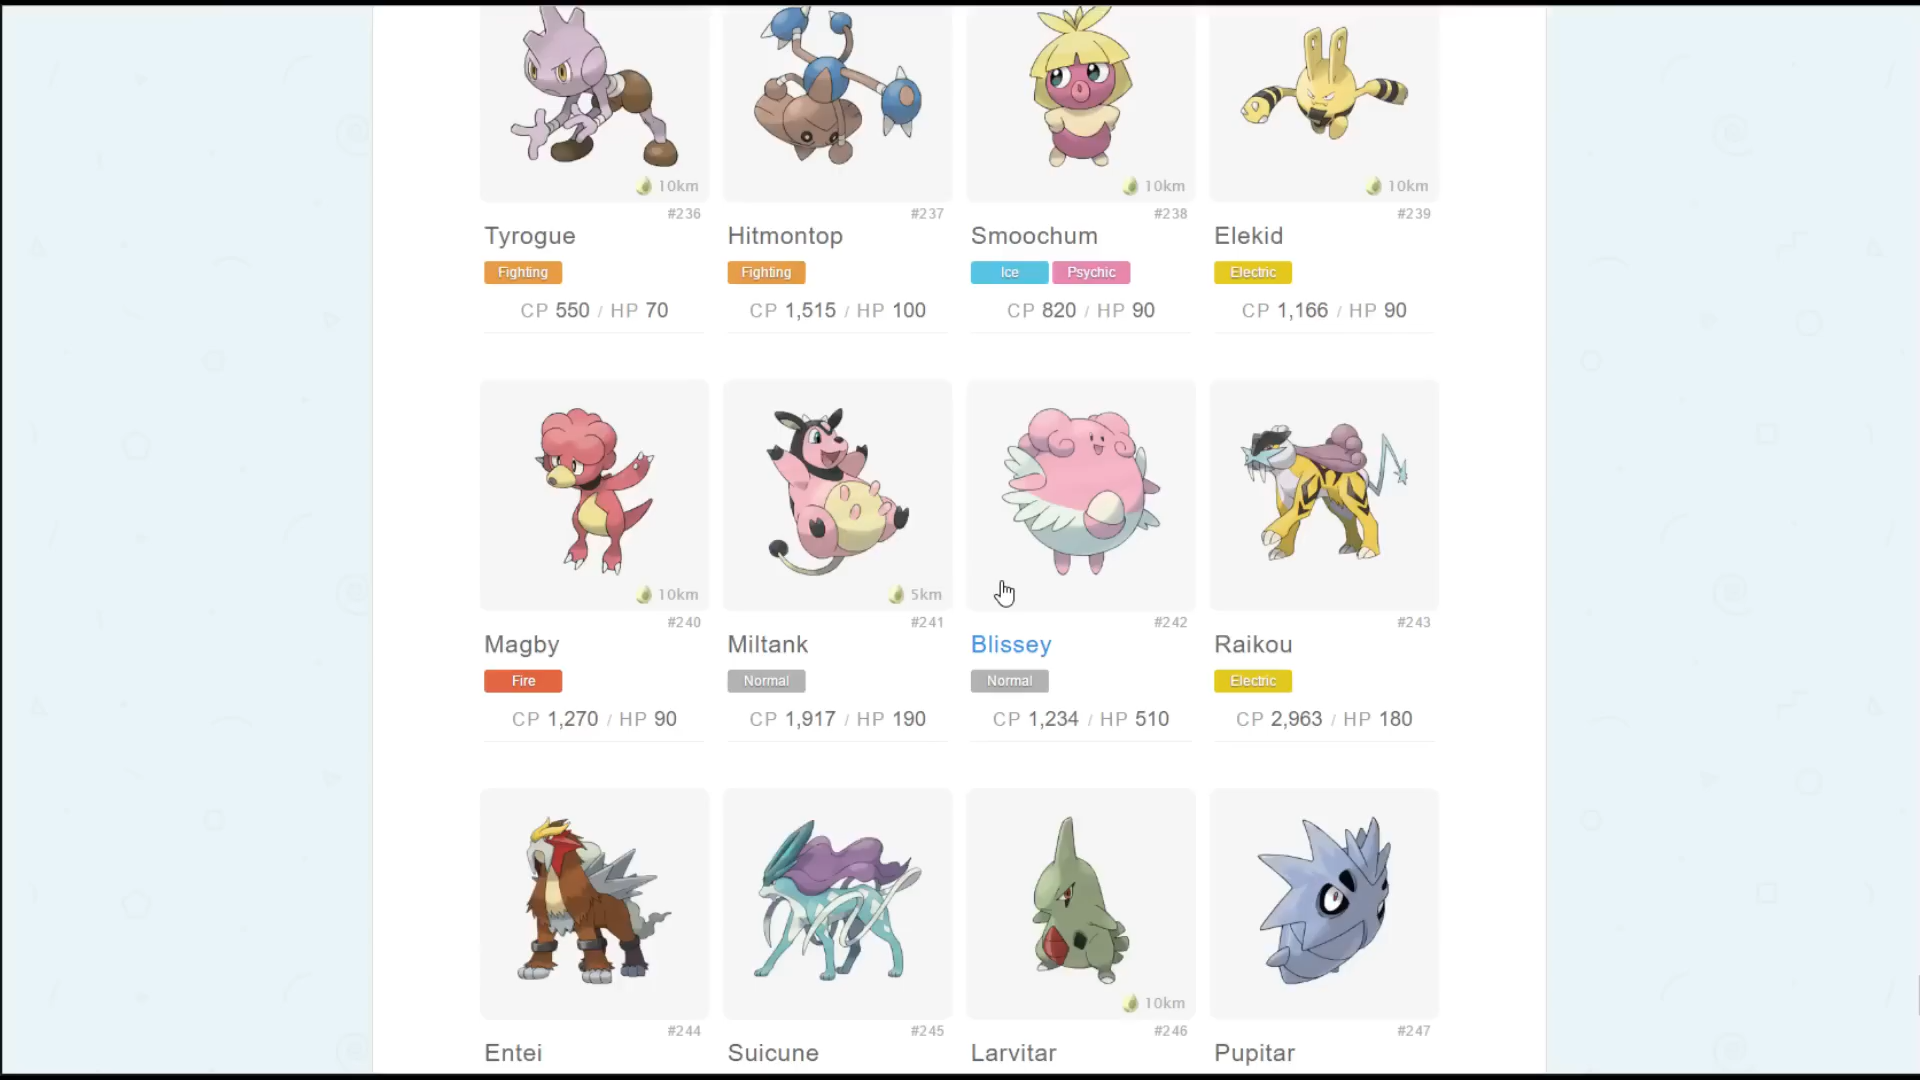 10km
10km
10km
#236
#237
#238
#239
Tyrogue
Hitmontop
Smoochum
Elekid
Fighting
Fighting
Ice Psychic
Electric
CP 550 / HP 70
CP 1,515 / HP 100
CP 820 / HP 90
CP 1,166 / HP 90
10km
5km
#240
#241
#242
#243
Magby
Miltank
Blissey
Raikou
Fire
Normal
Normal
Electric
CP 1,270 / HP 90
CP 1,917 / HP 190
CP 1,234 / HP 510
CP 2,963 / HP 180
10km
#244
#245
#246
#247
Entei
Suicune
Larvitar
Pupitar